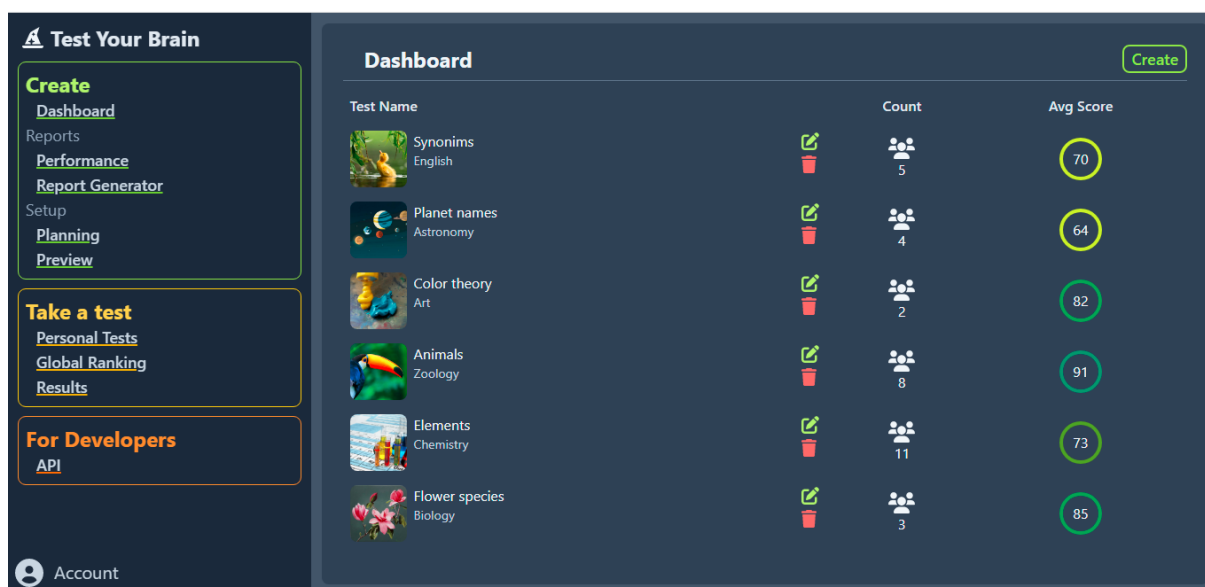 Test Your Brain
Create
Dashboard
Reports
Performance
Report Generator
Setup
Planning
Preview
Take a test
Personal Tests
Global Ranking
Results
For Developers
API
Account
Dashboard
Create
Test Name Count Avg Score
Synonims
English
5
70
Planet names
Astronomy
4
64
Color theory
Art
2
82
Animals
Zoology
8
91
Elements
Chemistry
11
73
Flower species
Biology
3
85